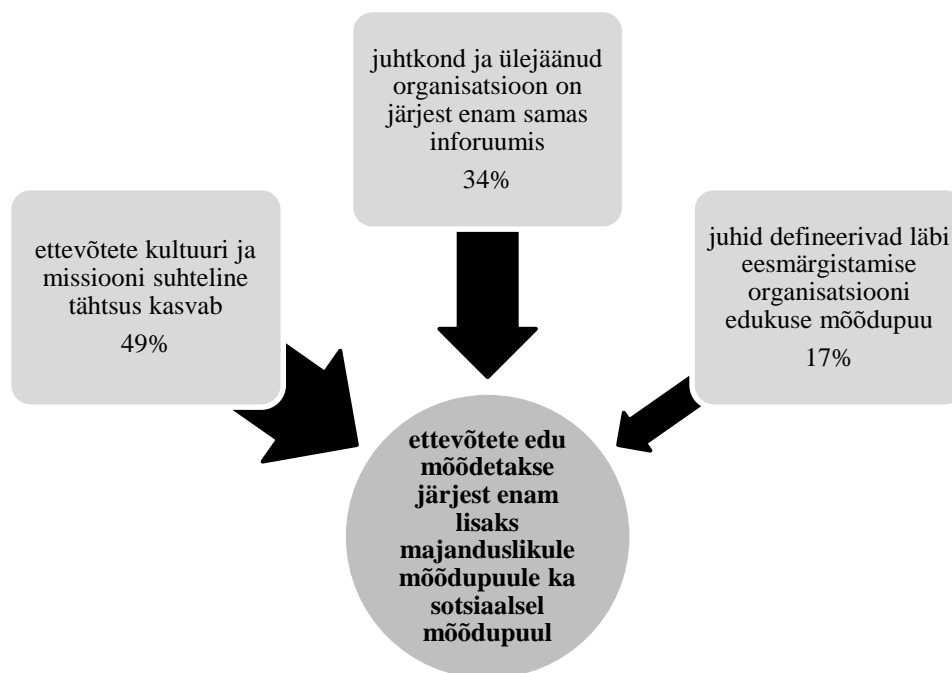 juhtkond ja ülejäänud
organisatsioon on
järjest enam samas
inforuumis
34%
ettevõtete kultuuri ja
missiooni suhteline
tähtsus kasvab
49%
juhid defineerivad läbi
eesmärgistamise
organisatsiooni
edukuse mõõdupuu
17%
ettevõtete edu
mõõdetakse
järjest enam
lisaks
majanduslikule
mõõdupuule ka
sotsiaalsel
mõõdupuul